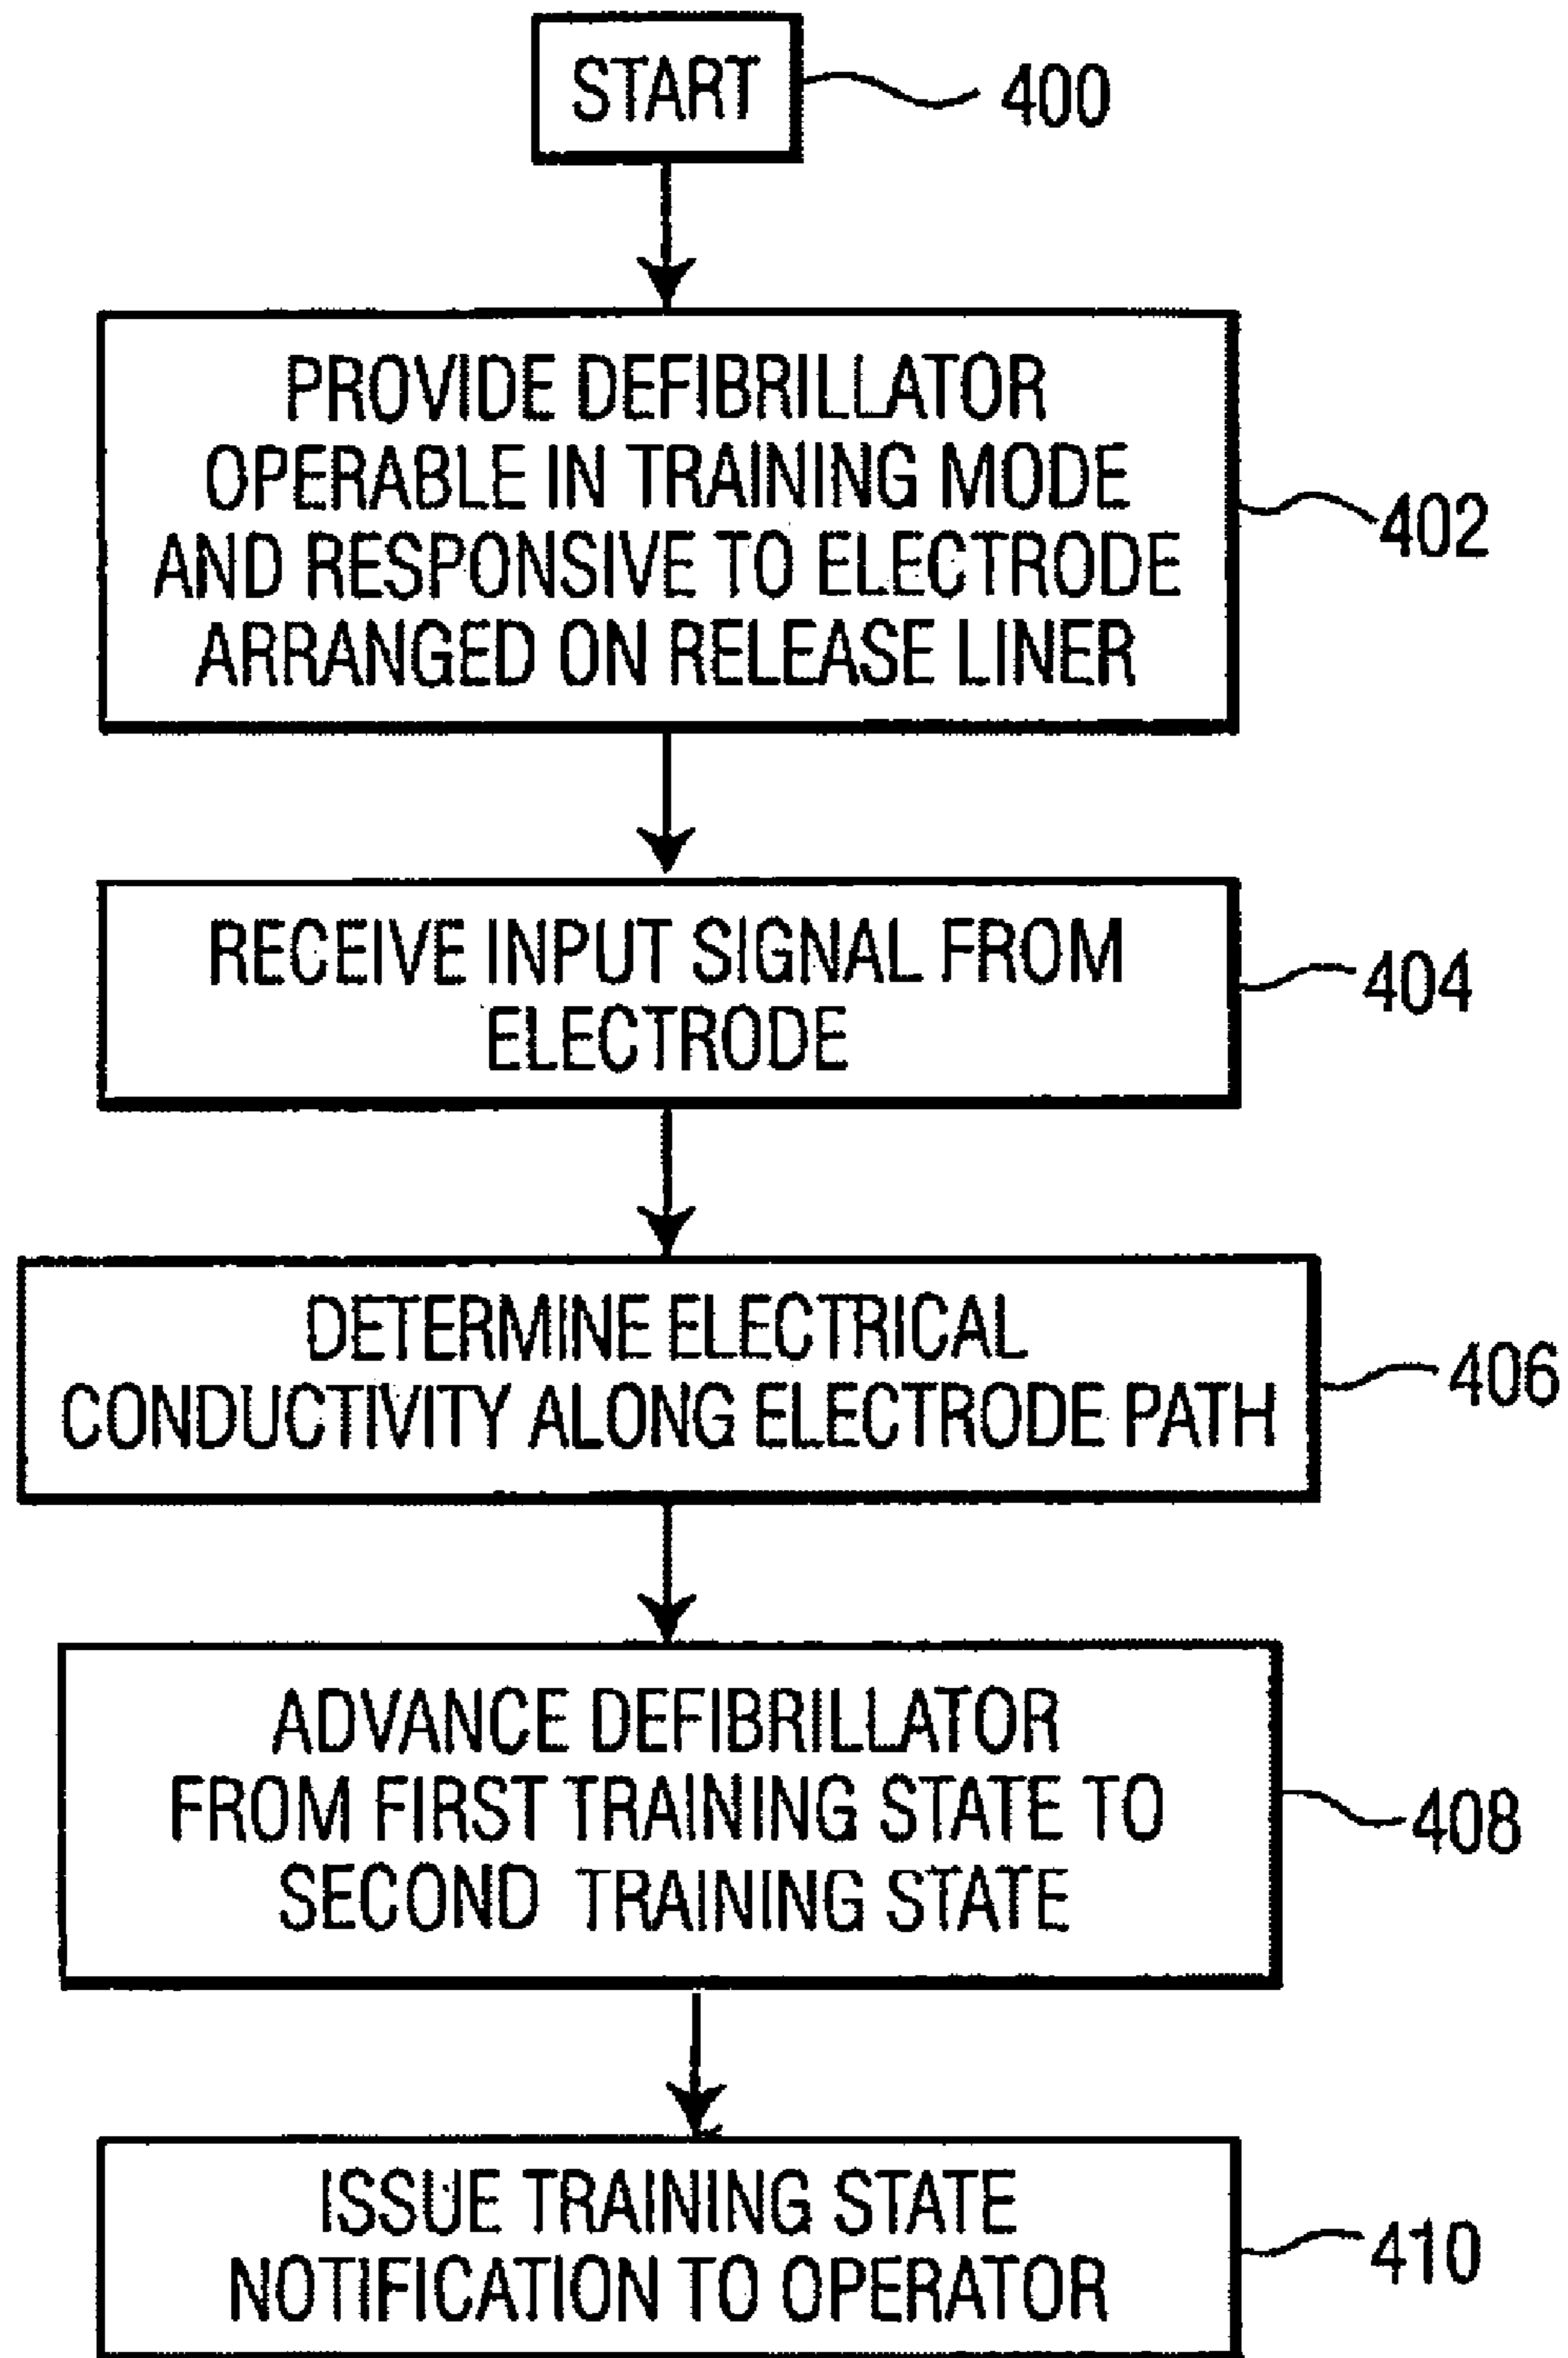 START
400
PROVIDE DEFIBRILLATOR
OPERABLE IN TRAINING MODE
AND RESPONSIVE TO ELECTRODE
ARRANGED ON RELEASE LINER
402
RECEIVE INPUT SIGNAL FROM
ELECTRODE
404
DETERMINE ELECTRICAL
CONDUCTIVITY ALONG ELECTRODE PATH
406
ADVANCE DEFIBRILLATOR
FROM FIRST TRAINING STATE TO
SECOND TRAINING STATE
408
ISSUE TRAINING STATE
NOTIFICATION TO OPERATOR
410